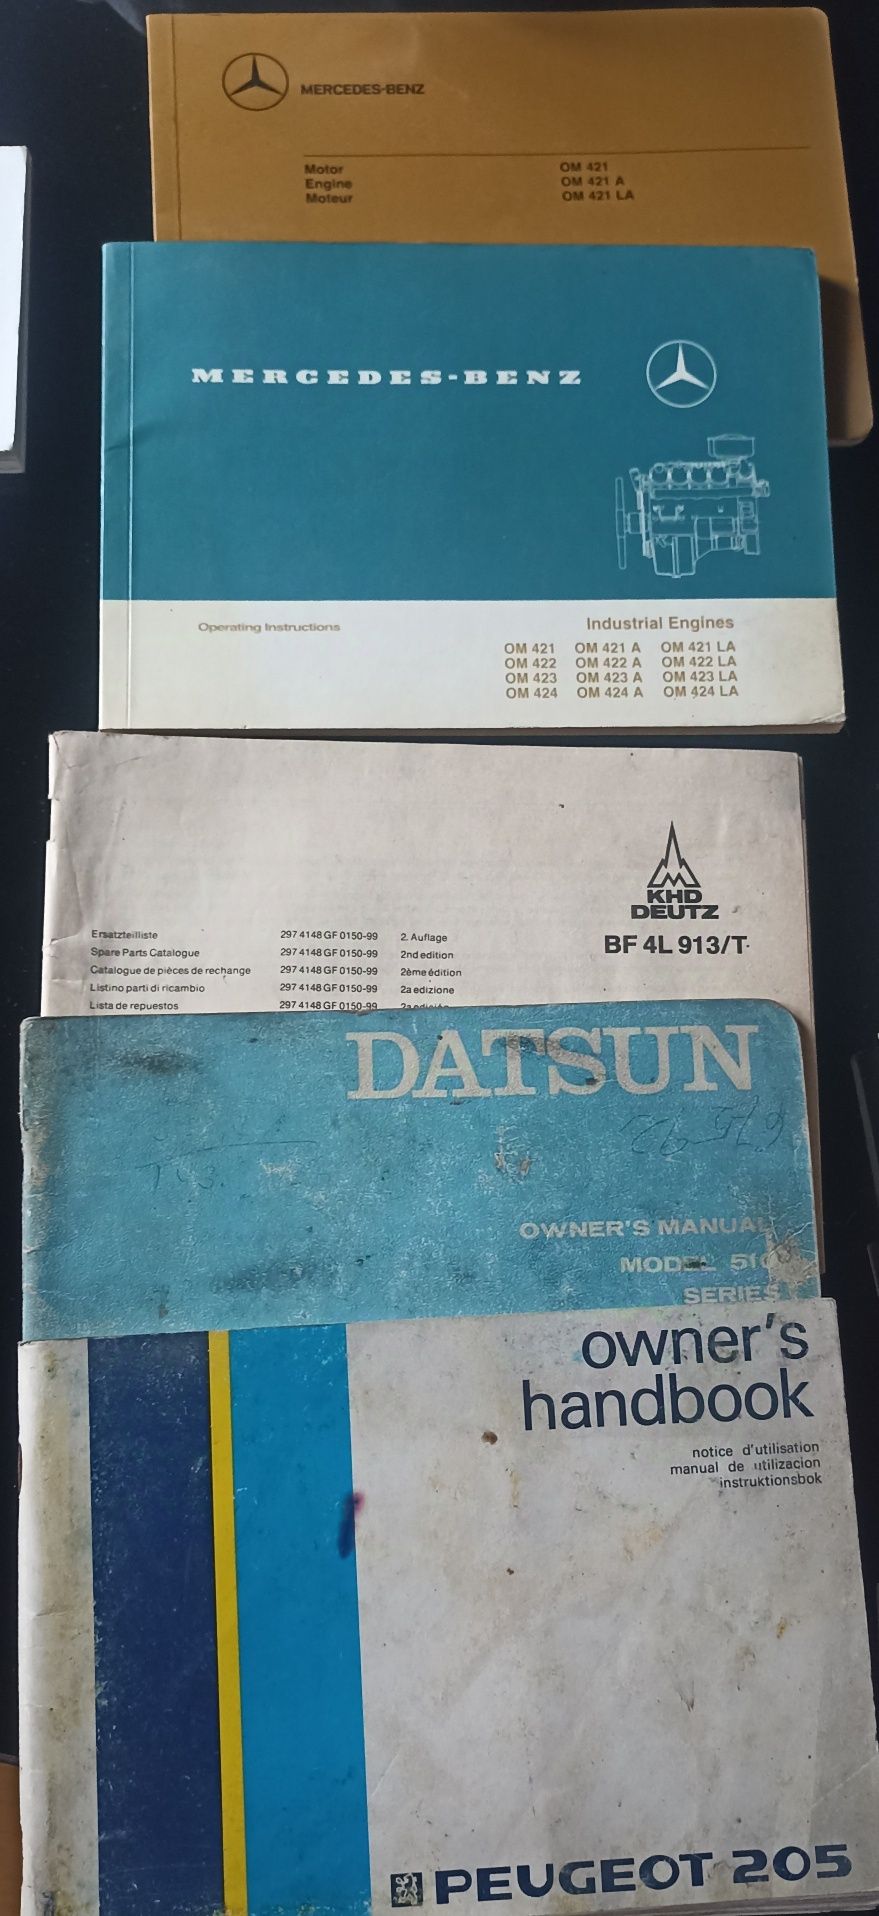 MERCEDES-BENZ
Motor OM 421
Engine OM 421 A
Moteur OM 421 LA
MERCEDES-BENZ
Operating Instructions
Industrial Engines
OM 421 OM 421 A OM 421 LA
OM 422 OM 422 A OM 422 LA
OM 423 OM 423 A OM 423 LA
OM 424 OM 424 A OM 424 LA
KHD
DEUTZ
BF 4L 913/T
Ersatzteilliste 297 4148 GF 0150-99 2. Auflage
Spare Parts Catalogue 297 4148 GF 0150-99 2nd edition
Catalogue de pièces de rechange 297 4148 GF 0150-99 2ème édition
Listino parti di ricambio 297 4148 GF 0150-99 2a edizione
Lista de repuestos 297 4148 GF 0150-99 2a edición
DATSUN
OWNER'S MANUAL
MODEL 510
SERIES
owner's
handbook
notice d'utilisation
manual de utilizacion
instruktionsbok
PEUGEOT 205